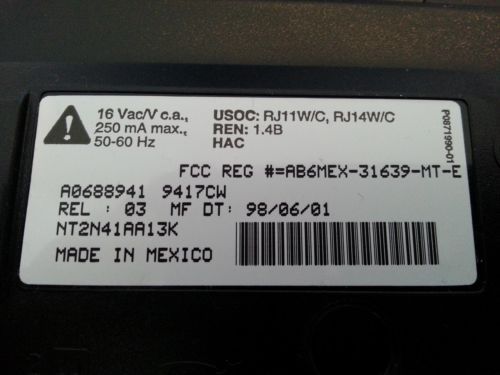 16 Vac/V c.a.,
250 mA max.,
50-60 Hz
USOC: RJ11W/C, RJ14W/C
REN: 1.4B
HAC
P0871990-01
FCC REG #=AB6MEX-31639-MT-E
A0688941 9417CW
REL : 03 MF DT: 98/06/01
NT2N41AA13K
MADE IN MEXICO